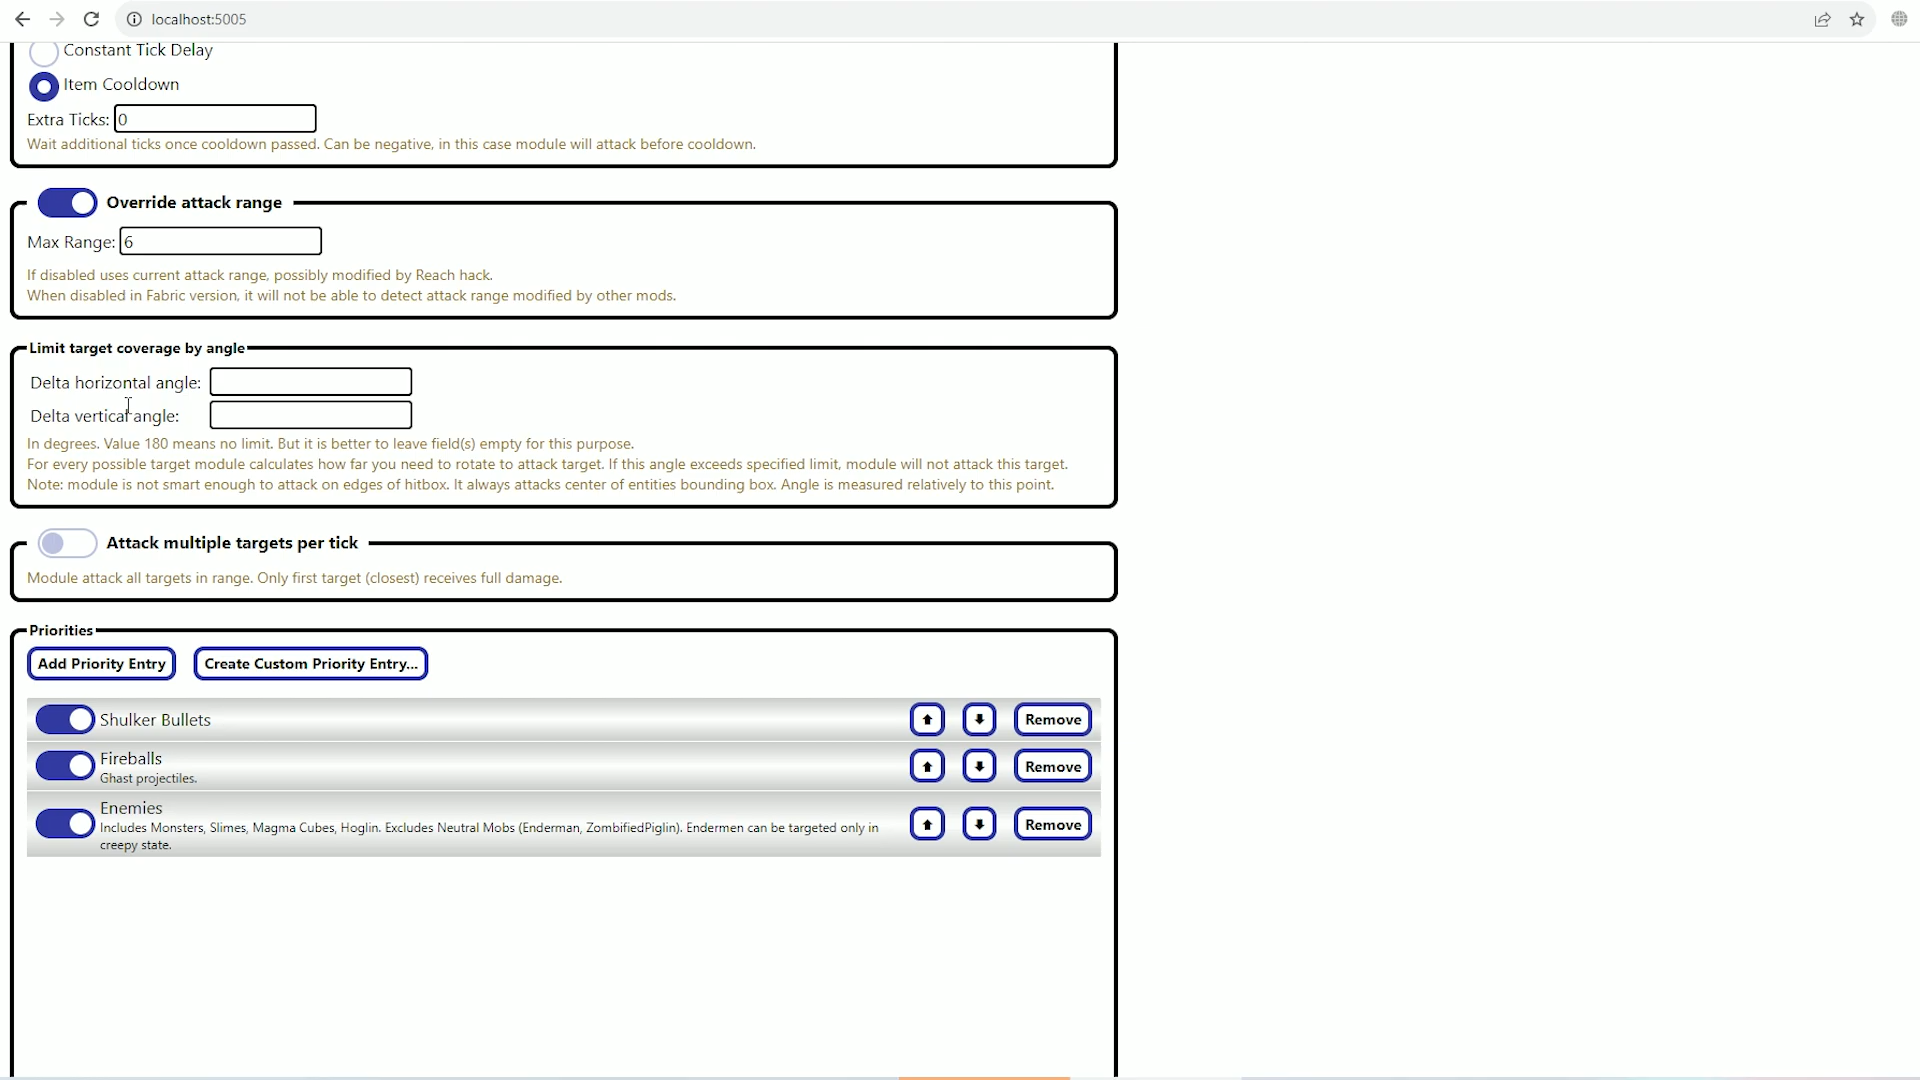 localhost:5005
Constant Tick Delay
Item Cooldown
Extra Ticks: 0
Wait additional ticks once cooldown passed. Can be negative, in this case module will attack before cooldown.
Override attack range
Max Range: 6
If disabled uses current attack range, possibly modified by Reach hack.
When disabled in Fabric version, it will not be able to detect attack range modified by other mods.
Limit target coverage by angle
Delta horizontal angle:
Delta vertical angle:
In degrees. Value 180 means no limit. But it is better to leave field(s) empty for this purpose.
For every possible target module calculates how far you need to rotate to attack target. If this angle exceeds specified limit, module will not attack this target.
Note: module is not smart enough to attack on edges of hitbox. It always attacks center of entities bounding box. Angle is measured relatively to this point.
Attack multiple targets per tick
Module attack all targets in range. Only first target (closest) receives full damage.
Priorities
Add Priority Entry Create Custom Priority Entry...
Shulker Bullets Remove
Fireballs
Ghast projectiles. Remove
Enemies
Includes Monsters, Slimes, Magma Cubes, Hoglin. Excludes Neutral Mobs (Enderman, ZombifiedPiglin). Endermen can be targeted only in Remove
creepy state.